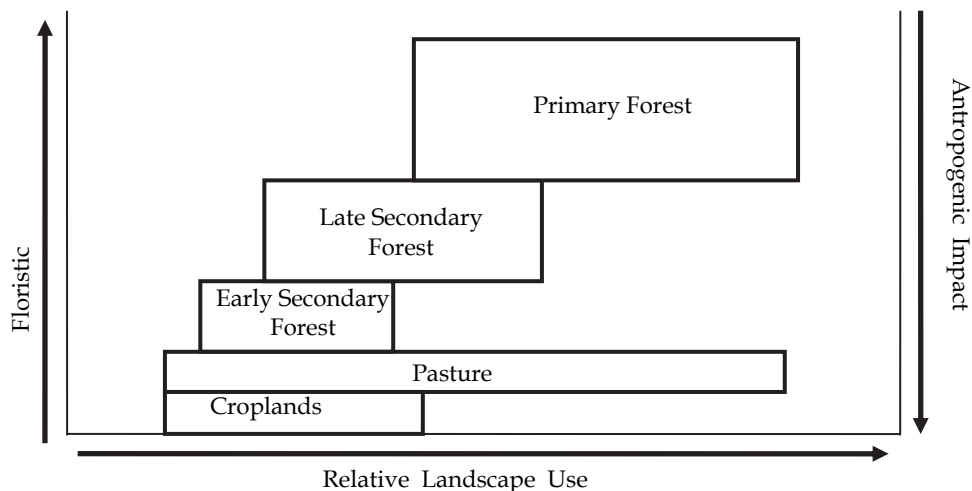 Primary Forest
Late Secondary
Forest
Early Secondary
Forest
Pasture
Croplands
Floristic
Antropogenic Impact
Relative Landscape Use